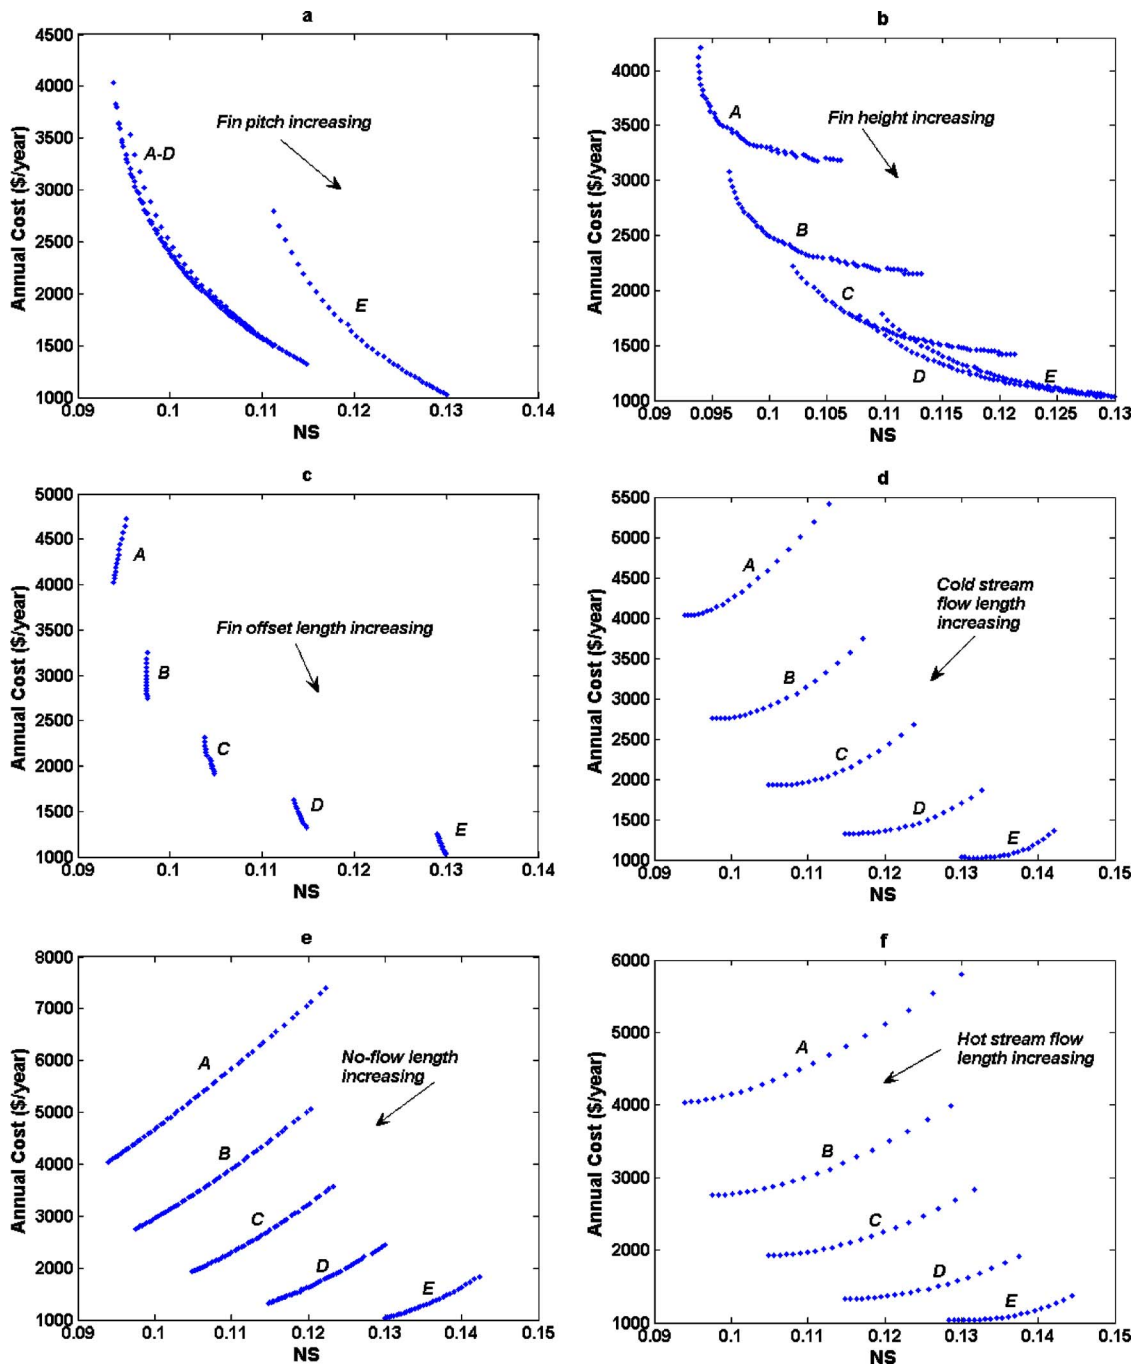 a
4500
4000
3500
3000
2500
2000
1500
1000
Annual Cost ($/year)
Fin pitch increasing
A-D
E
0.09
0.1
0.11
0.12
0.13
0.14
NS
b
4000
3500
3000
2500
2000
1500
1000
Annual Cost ($/year)
A
Fin height increasing
B
C
D
E
0.09
0.095
0.1
0.105
0.11
0.115
0.12
0.125
0.13
NS
c
5000
4500
4000
3500
3000
2500
2000
1500
1000
Annual Cost ($/year)
A
Fin offset length increasing
B
C
D
E
0.09
0.1
0.11
0.12
0.13
0.14
NS
d
5500
5000
4500
4000
3500
3000
2500
2000
1500
1000
Annual Cost ($/year)
A
Cold stream
flow length
increasing
B
C
D
E
0.09
0.1
0.11
0.12
0.13
0.14
0.15
NS
e
8000
7000
6000
5000
4000
3000
2000
1000
Annual Cost ($/year)
A
No-flow length
increasing
B
C
D
E
0.09
0.1
0.11
0.12
0.13
0.14
0.15
NS
f
6000
5000
4000
3000
2000
1000
Annual Cost ($/year)
A
Hot stream flow
length increasing
B
C
D
E
0.09
0.1
0.11
0.12
0.13
0.14
0.15
NS